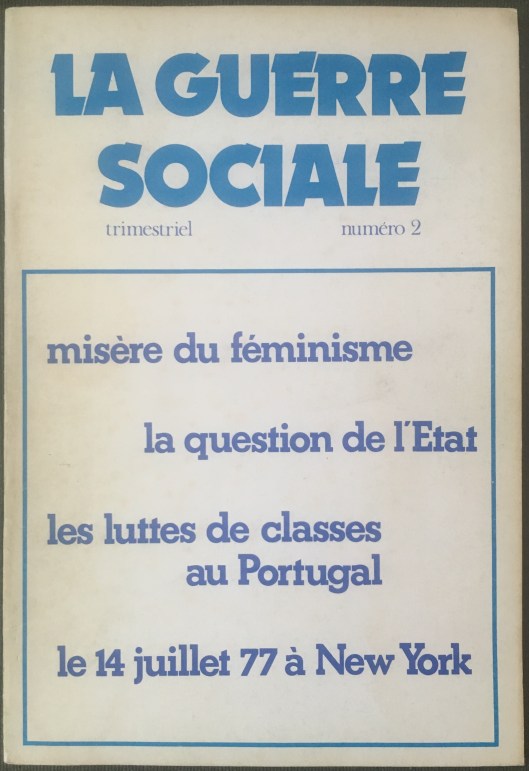 LA GUERRE
SOCIALE
trimestriel numéro 2
misère du féminisme
la question de l'Etat
les luttes de classes
au Portugal
le 14 juillet 77 à New York